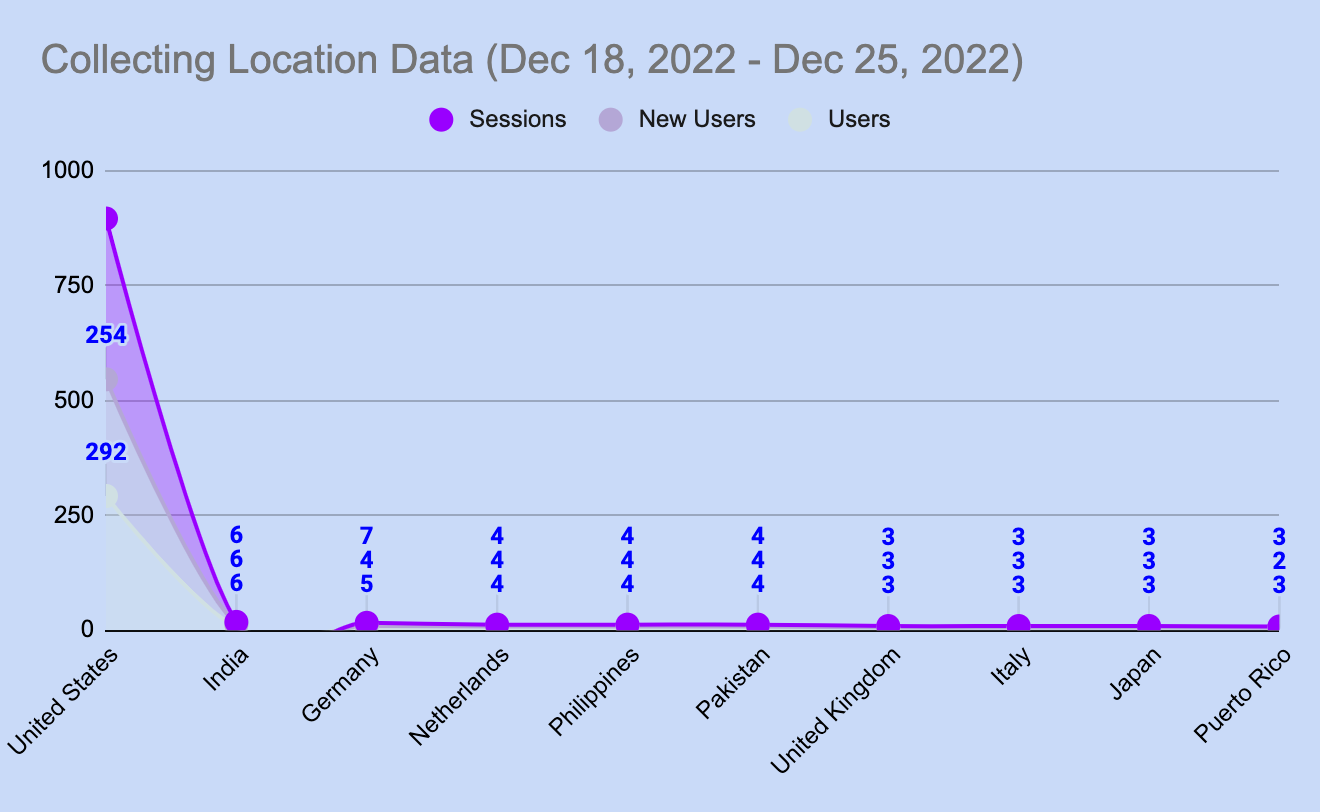 Collecting Location Data (Dec 18, 2022 - Dec 25, 2022)
Sessions New Users Users
1000
750
254
500
292
250
6 7 4 4 4 3 3 3 3
6 4 4 4 4 3 3 3 2
6 5 4 4 4 3 3 3 3
0
United States India Germany Netherlands Philippines Pakistan United Kingdom Italy Japan Puerto Rico